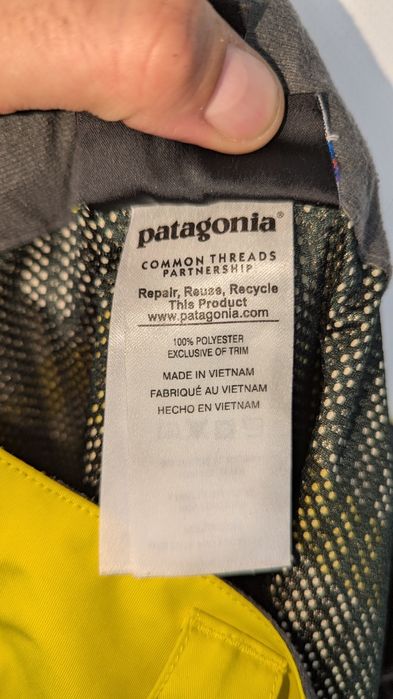 patagonia®
COMMON THREADS
PARTNERSHIP
Repair, Reuse, Recycle
This Product
www.patagonia.com
100% POLYESTER
EXCLUSIVE OF TRIM
MADE IN VIETNAM
FABRIQUÉ AU VIETNAM
HECHO EN VIETNAM